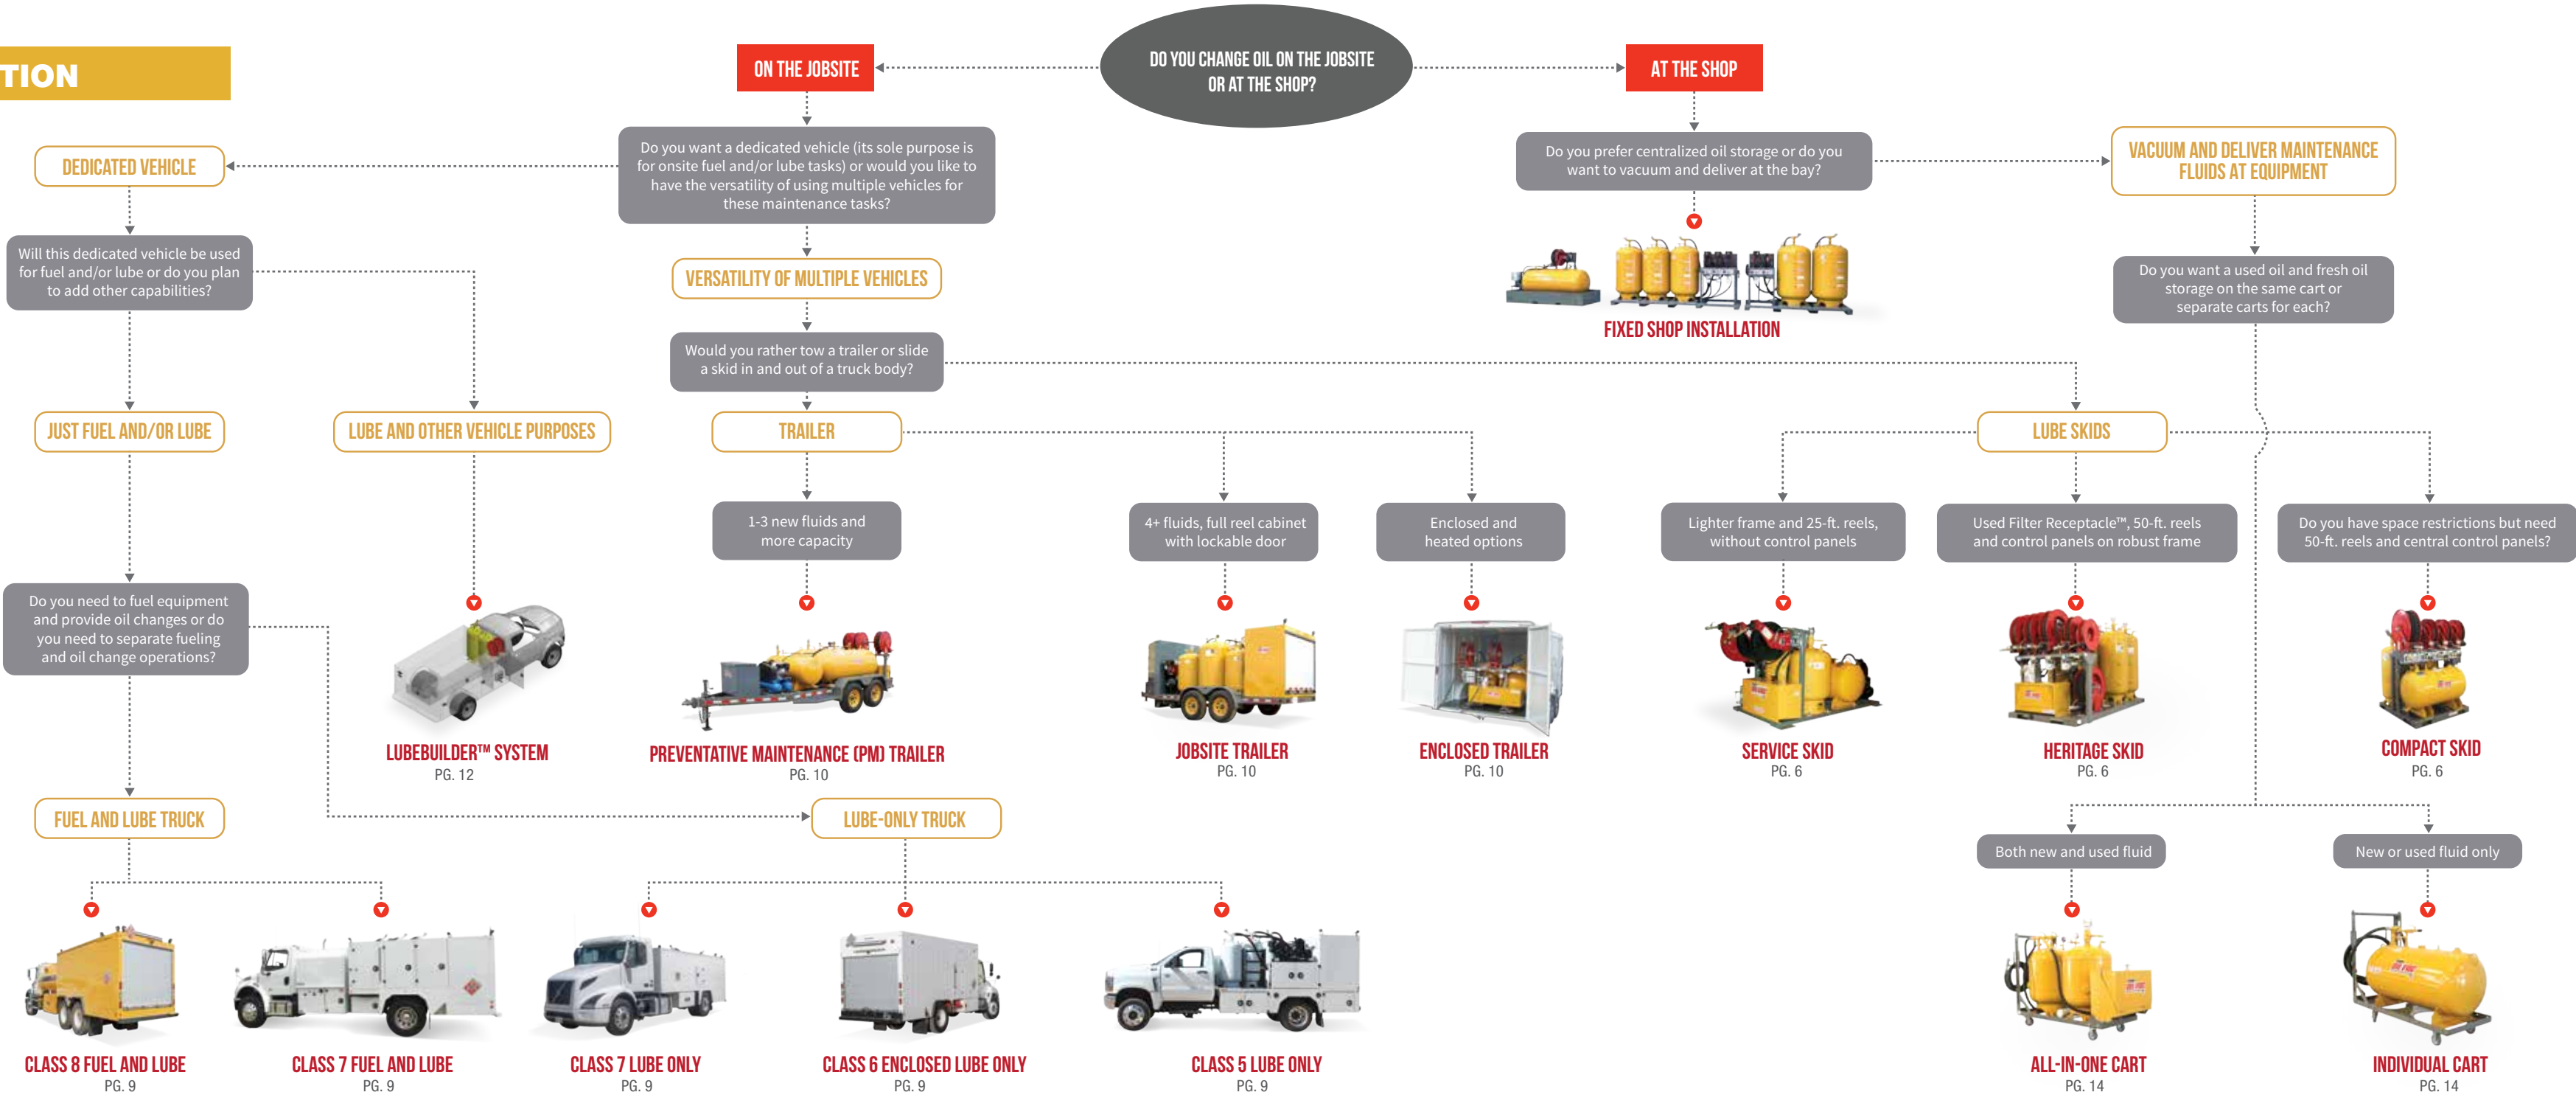 TION
DO YOU CHANGE OIL ON THE JOBSITE
OR AT THE SHOP?
ON THE JOBSITE
AT THE SHOP
DEDICATED VEHICLE
Do you want a dedicated vehicle (its sole purpose is
for onsite fuel and/or lube tasks) or would you like to
have the versatility of using multiple vehicles for
these maintenance tasks?
Do you prefer centralized oil storage or do you
want to vacuum and deliver at the bay?
VACUUM AND DELIVER MAINTENANCE
FLUIDS AT EQUIPMENT
Will this dedicated vehicle be used
for fuel and/or lube or do you plan
to add other capabilities?
VERSATILITY OF MULTIPLE VEHICLES
Do you want a used oil and fresh oil
storage on the same cart or
separate carts for each?
FIXED SHOP INSTALLATION
Would you rather tow a trailer or slide
a skid in and out of a truck body?
JUST FUEL AND/OR LUBE
LUBE AND OTHER VEHICLE PURPOSES
TRAILER
LUBE SKIDS
1-3 new fluids and
more capacity
4+ fluids, full reel cabinet
with lockable door
Enclosed and
heated options
Lighter frame and 25-ft. reels,
without control panels
Used Filter Receptacle™, 50-ft. reels
and control panels on robust frame
Do you have space restrictions but need
50-ft. reels and central control panels?
Do you need to fuel equipment
and provide oil changes or do
you need to separate fueling
and oil change operations?
LUBEBUILDER™ SYSTEM
PG. 12
PREVENTATIVE MAINTENANCE (PM) TRAILER
PG. 10
JOBSITE TRAILER
PG. 10
ENCLOSED TRAILER
PG. 10
SERVICE SKID
PG. 6
HERITAGE SKID
PG. 6
COMPACT SKID
PG. 6
FUEL AND LUBE TRUCK
LUBE-ONLY TRUCK
Both new and used fluid
New or used fluid only
CLASS 8 FUEL AND LUBE
PG. 9
CLASS 7 FUEL AND LUBE
PG. 9
CLASS 7 LUBE ONLY
PG. 9
CLASS 6 ENCLOSED LUBE ONLY
PG. 9
CLASS 5 LUBE ONLY
PG. 9
ALL-IN-ONE CART
PG. 14
INDIVIDUAL CART
PG. 14